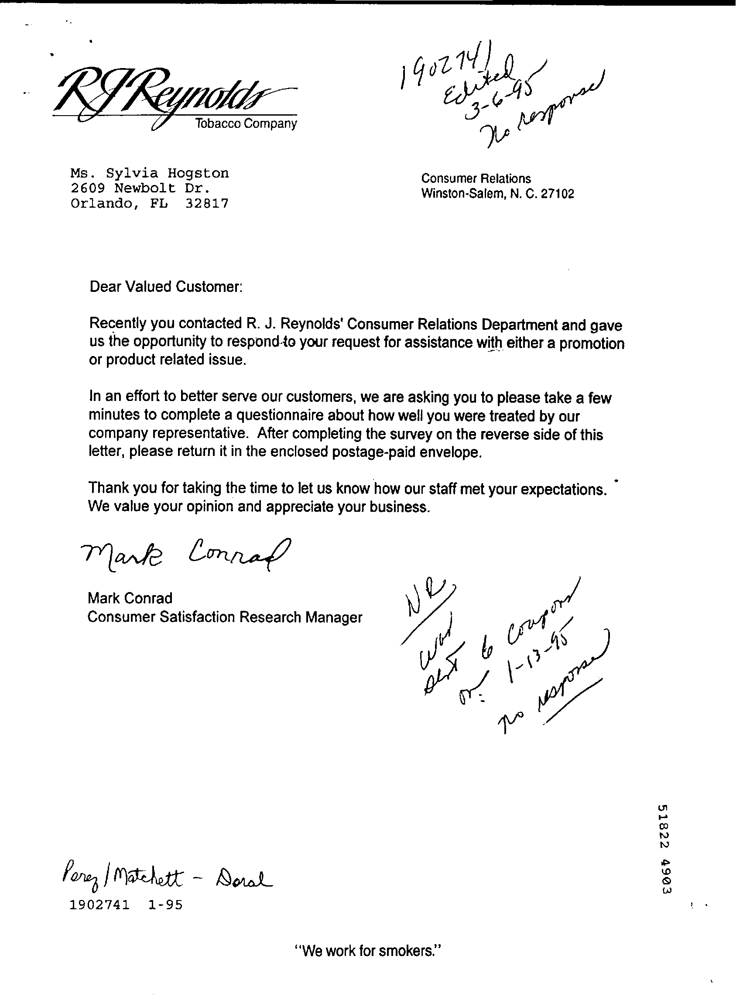 RJReynolds
Tobacco Company
1902741
Edited
3-6-95
No response
Ms. Sylvia Hogston
2609 Newbolt Dr.
Orlando, FL 32817
Consumer Relations
Winston-Salem, N. C. 27102
Dear Valued Customer:
Recently you contacted R. J. Reynolds' Consumer Relations Department and gave
us the opportunity to respond to your request for assistance with either a promotion
or product related issue.
In an effort to better serve our customers, we are asking you to please take a few
minutes to complete a questionnaire about how well you were treated by our
company representative. After completing the survey on the reverse side of this
letter, please return it in the enclosed postage-paid envelope.
Thank you for taking the time to let us know how our staff met your expectations.
We value your opinion and appreciate your business.
Mark Conrad
Mark Conrad
Consumer Satisfaction Research Manager
NR
Was
sent 6 coupons
on: 1-13-95
no response
51822 4903
Perez/Matchett - Doral
1902741 1-95
"We work for smokers."